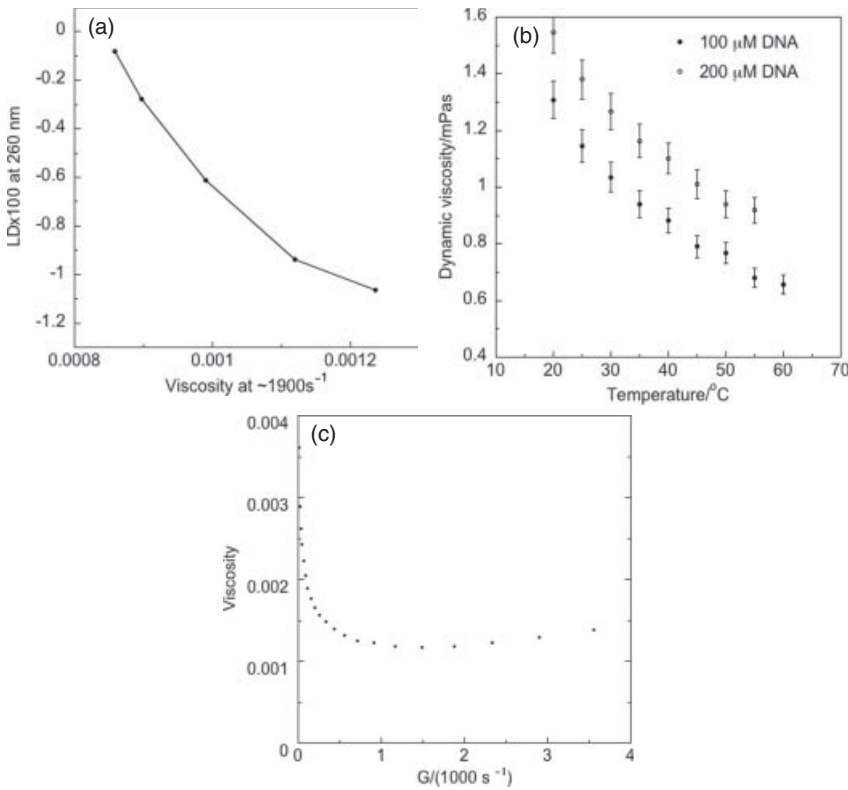 (a)
0
-0.2
-0.4
-0.6
-0.8
-1
-1.2
LDx100 at 260 nm
0.0008
0.001
0.0012
Viscosity at ~1900s⁻¹
(b)
100 μM DNA
200 μM DNA
1.6
1.4
1.2
1
0.8
0.6
0.4
Dynamic viscosity/mPas
10 20 30 40 50 60 70
Temperature/°C
(c)
0.004
0.003
0.002
0.001
0
Viscosity
0 1 2 3 4
G/(1000 s⁻¹)